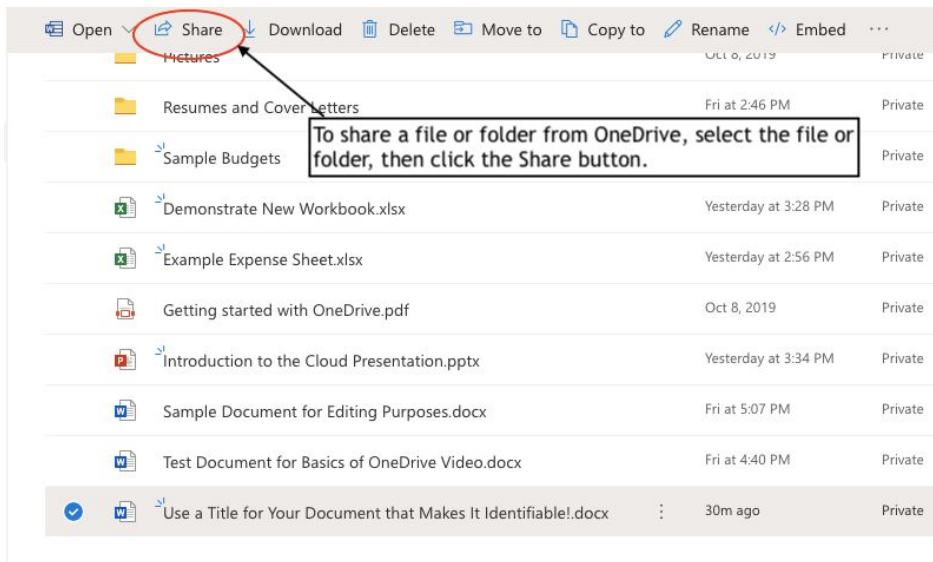 Open Share Download Delete Move to Copy to Rename Embed ...
Pictures Oct 8, 2019 Private
Resumes and Cover Letters Fri at 2:46 PM Private
To share a file or folder from OneDrive, select the file or
folder, then click the Share button.
Sample Budgets Private
Demonstrate New Workbook.xlsx Yesterday at 3:28 PM Private
Example Expense Sheet.xlsx Yesterday at 2:56 PM Private
Getting started with OneDrive.pdf Oct 8, 2019 Private
Introduction to the Cloud Presentation.pptx Yesterday at 3:34 PM Private
Sample Document for Editing Purposes.docx Fri at 5:07 PM Private
Test Document for Basics of OneDrive Video.docx Fri at 4:40 PM Private
Use a Title for Your Document that Makes It Identifiable!.docx 30m ago Private